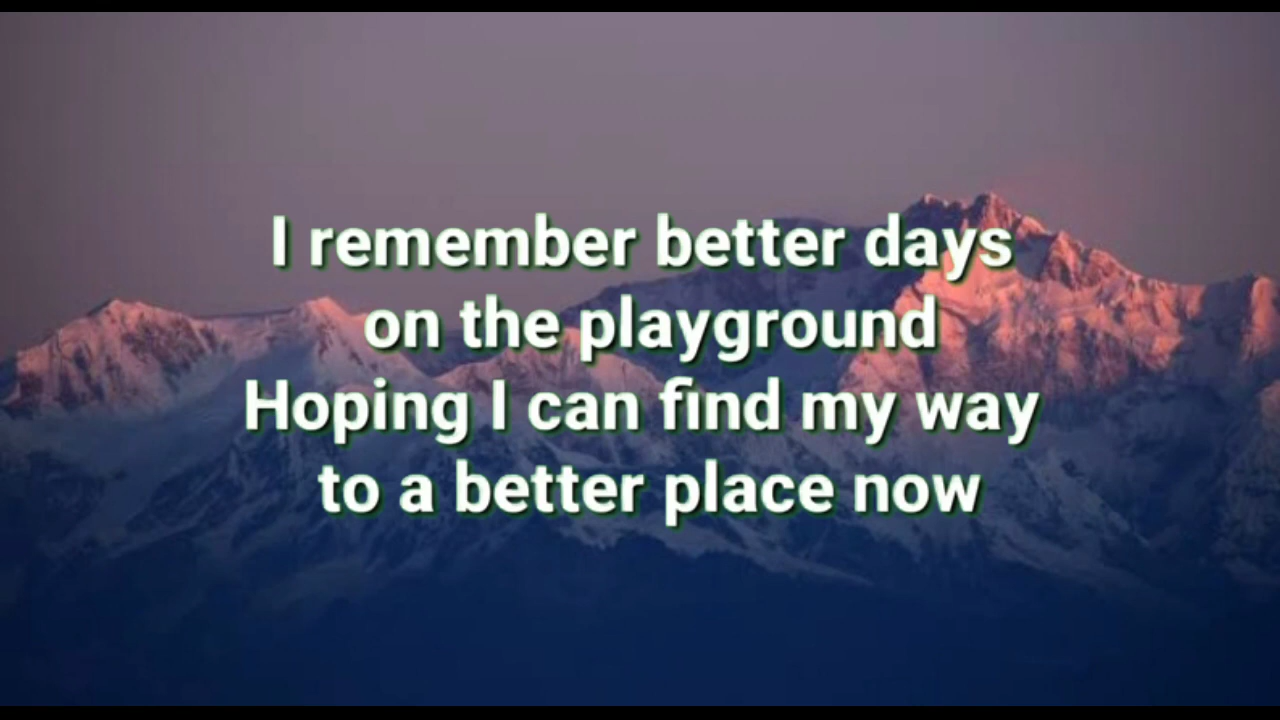 I remember better days
on the playground
Hoping I can find my way
to a better place now